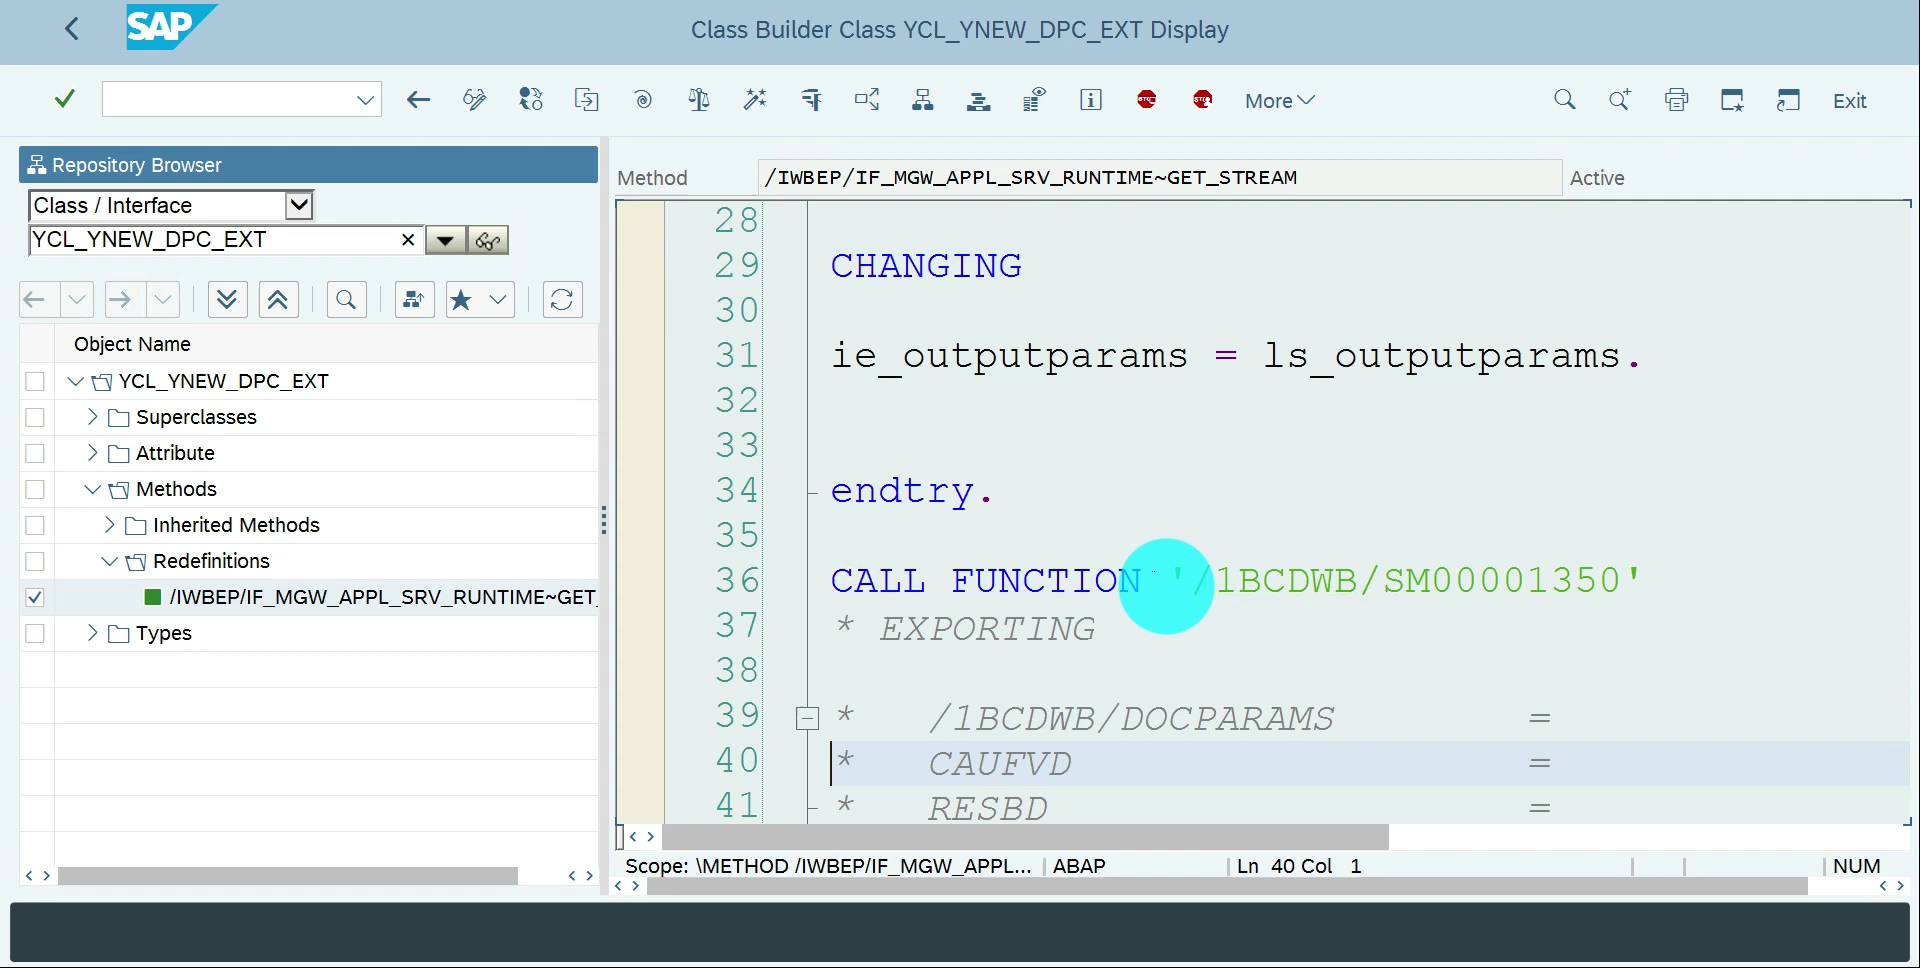 SAP
Class Builder Class YCL_YNEW_DPC_EXT Display
More
Exit
Repository Browser
Class / Interface
YCL_YNEW_DPC_EXT
Object Name
YCL_YNEW_DPC_EXT
Superclasses
Attribute
Methods
Inherited Methods
Redefinitions
/IWBEP/IF_MGW_APPL_SRV_RUNTIME~GET_
Types
Method /IWBEP/IF_MGW_APPL_SRV_RUNTIME~GET_STREAM Active
28
29 CHANGING
30
31 ie_outputparams = ls_outputparams.
32
33
34 endtry.
35
36 CALL FUNCTION '/1BCDWB/SM00001350'
37 * EXPORTING
38
39 * /1BCDWB/DOCPARAMS =
40 * CAUFVD =
41 * RESBD =
Scope: \METHOD /IWBEP/IF_MGW_APPL... ABAP Ln 40 Col 1 NUM